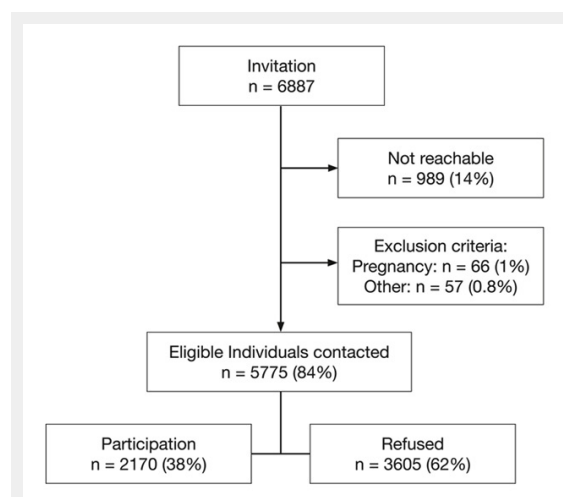 Invitation
n = 6887
Not reachable
n = 989 (14%)
Exclusion criteria:
Pregnancy: n = 66 (1%)
Other: n = 57 (0.8%)
Eligible Individuals contacted
n = 5775 (84%)
Participation
n = 2170 (38%)
Refused
n = 3605 (62%)